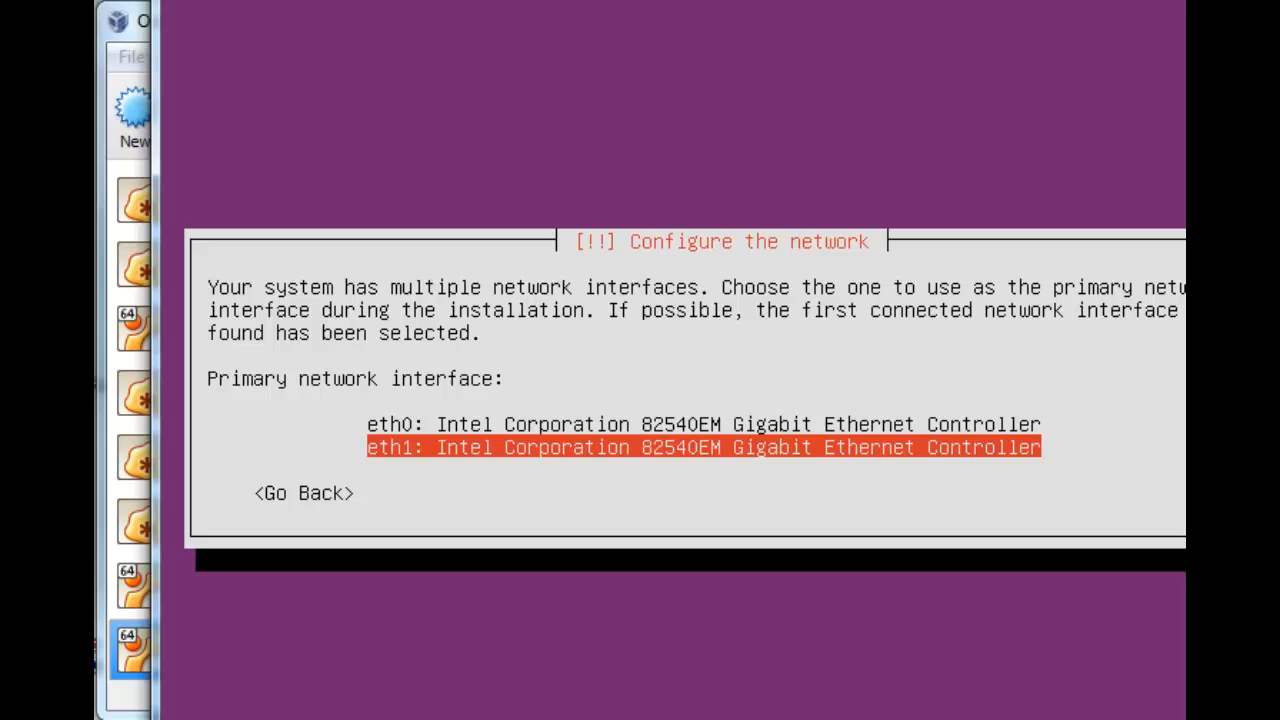 O
File
New
64
64
64
[!!] Configure the network
Your system has multiple network interfaces. Choose the one to use as the primary netw
interface during the installation. If possible, the first connected network interface
found has been selected.
Primary network interface:
eth0: Intel Corporation 82540EM Gigabit Ethernet Controller
eth1: Intel Corporation 82540EM Gigabit Ethernet Controller
<Go Back>